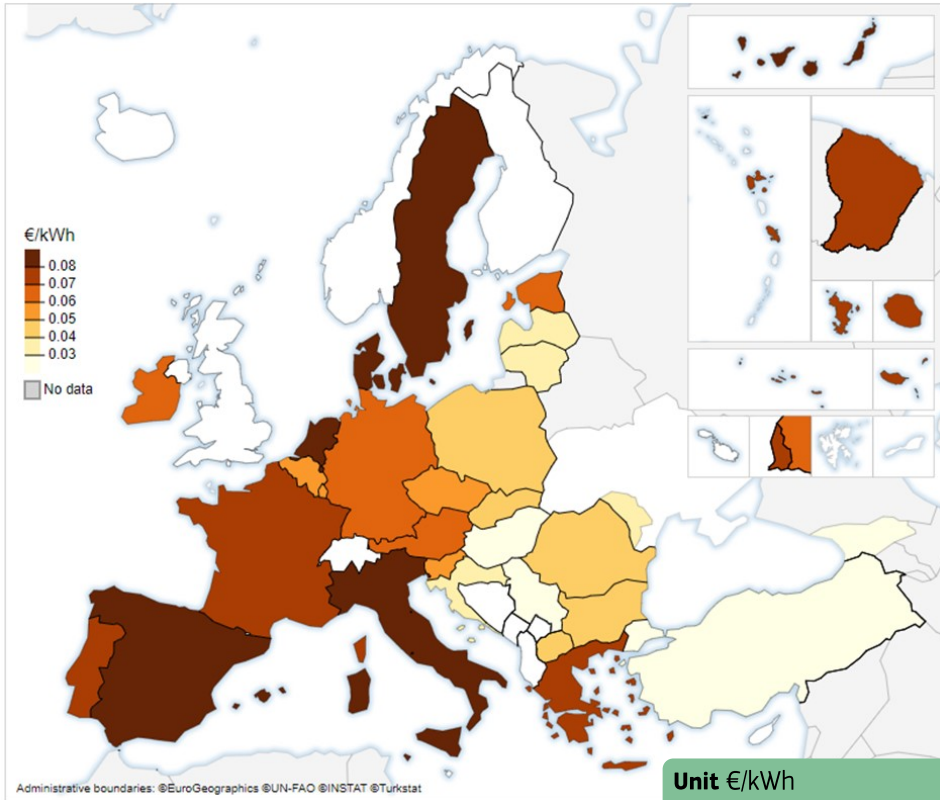 €/kWh
0.08
0.07
0.06
0.05
0.04
0.03
No data
Administrative boundaries: ©EuroGeographics ©UN-FAO ©INSTAT ©Turkstat
Unit €/kWh